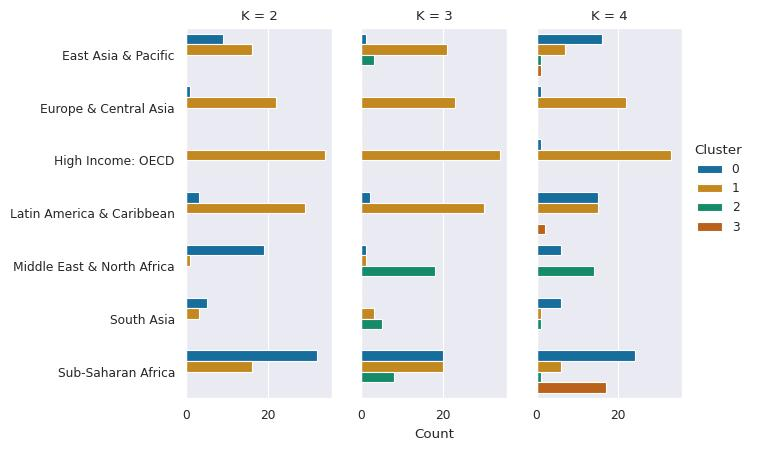 K = 2
K = 3
K = 4
East Asia & Pacific
Europe & Central Asia
High Income: OECD
Latin America & Caribbean
Middle East & North Africa
South Asia
Sub-Saharan Africa
0
20
0
20
0
20
Count
Cluster
0
1
2
3